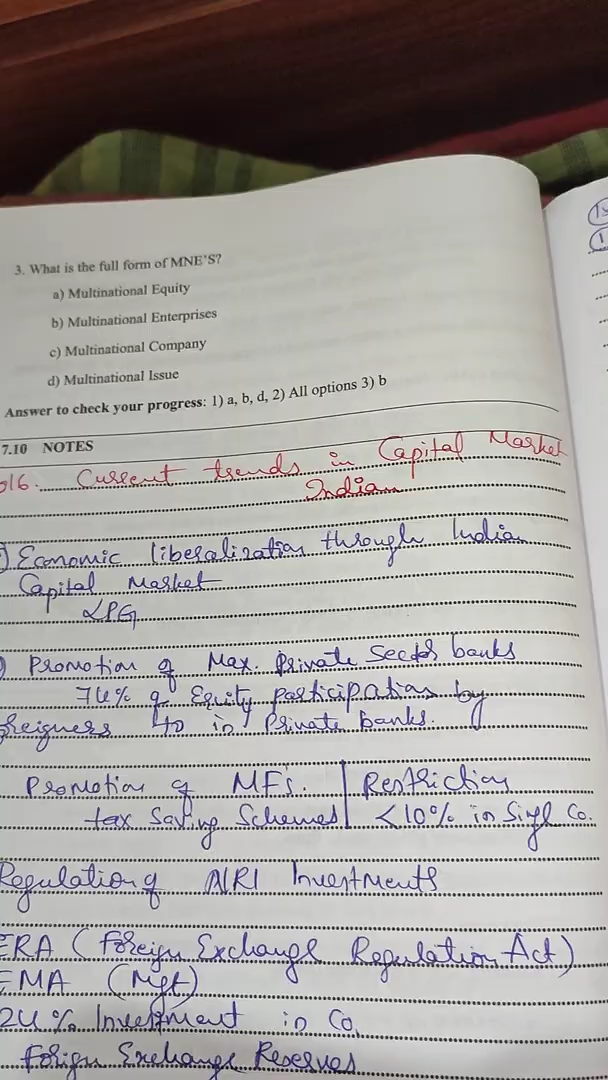 3. What is the full form of MNE'S?
a) Multinational Equity
b) Multinational Enterprises
c) Multinational Company
d) Multinational Issue
Answer to check your progress: 1) a, b, d, 2) All options 3) b
7.10 NOTES
16. Current trends in Capital Market
Indian
Economic liberalization through Indian
Capital Market
LPG
Promotion of Max. Private Sector banks
74% of Equity participation by
foreigners to in Private banks.
Promotion of MFs. | Restriction
tax Saving Schemes | <10% in Singl Co.
Regulation of NRI Investments
ERA (Foreign Exchange Regulation Act)
EMA (Mgt)
24% Investment in Co.
Foreign Exchange Reserves